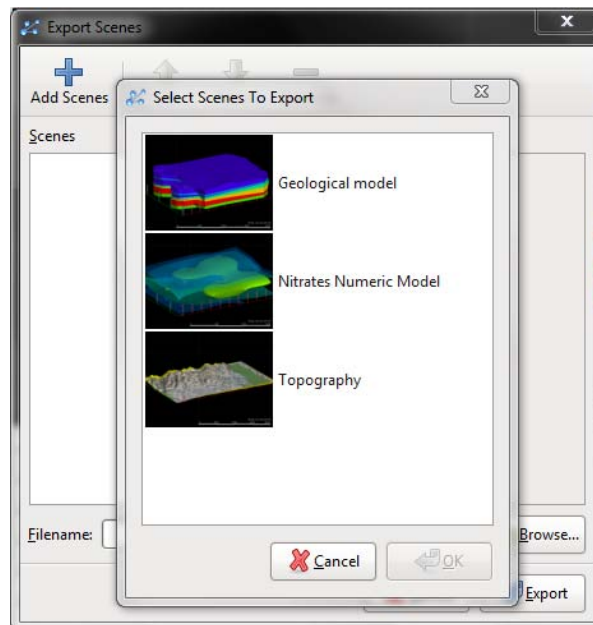 Export Scenes
x
Add Scenes
Select Scenes To Export
Scenes
Geological model
Nitrates Numeric Model
Topography
Filename:
Browse...
Cancel
OK
Export